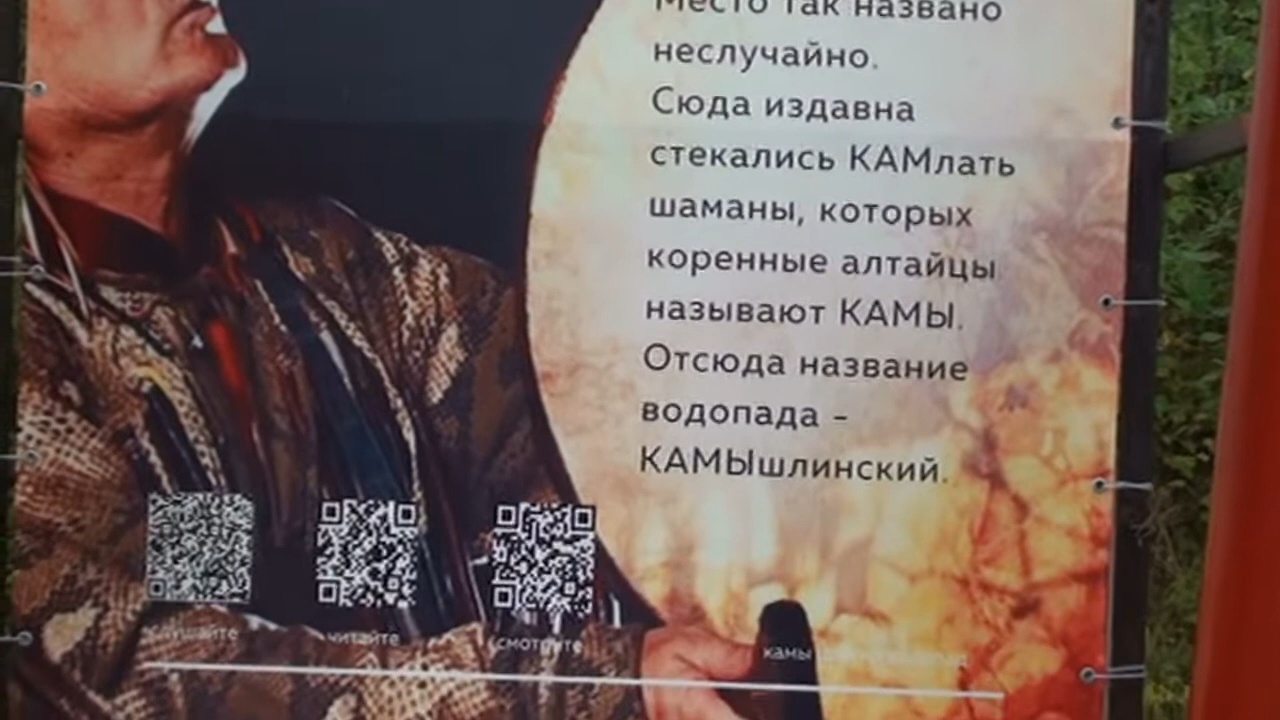 Место так названо
неслучайно.
Сюда издавна
стекались КАМлать
шаманы, которых
коренные алтайцы
называют КАМЫ.
Отсюда название
водопада –
КАМЫшлинский.
слушайте читайте смотрите камы